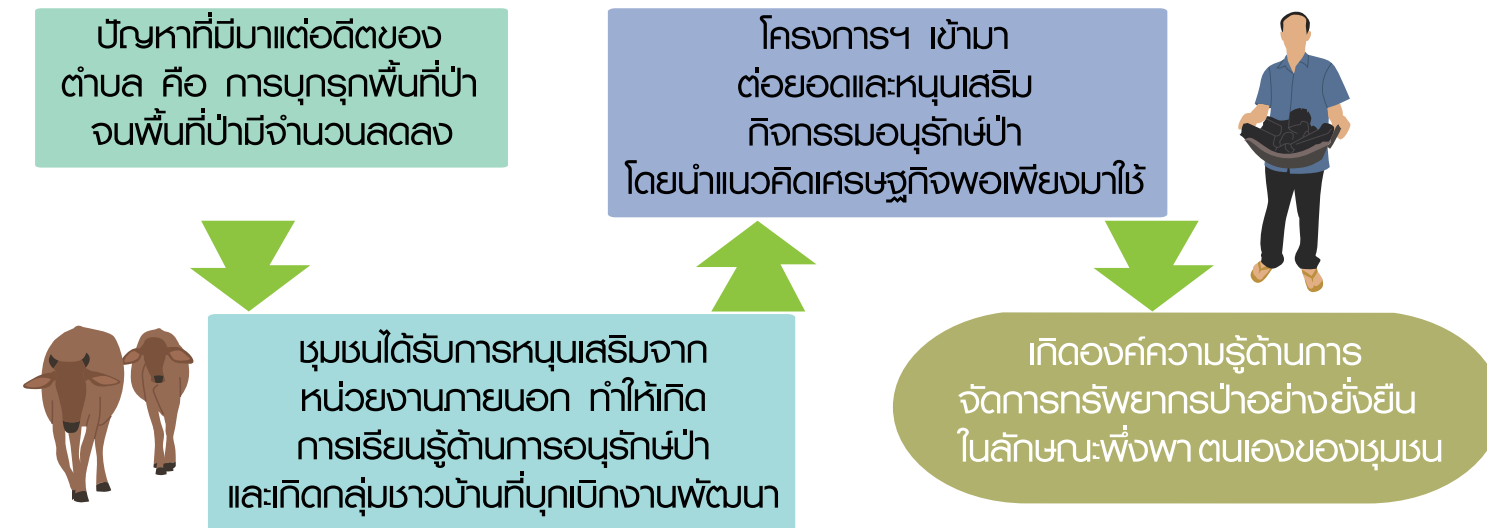 ปัญหาที่มีมาแต่อดีตของ
ตำบล คือ การบุกรุกพื้นที่ป่า
จนพื้นที่ป่ามีจำนวนลดลง
ชุมชนได้รับการหนุนเสริมจาก
หน่วยงานภายนอก ทำให้เกิด
การเรียนรู้ด้านการอนุรักษ์ป่า
และเกิดกลุ่มชาวบ้านที่บุกเบิกงานพัฒนา
โครงการฯ เข้ามา
ต่อยอดและหนุนเสริม
กิจกรรมอนุรักษ์ป่า
โดยนำแนวคิดเศรษฐกิจพอเพียงมาใช้
เกิดองค์ความรู้ด้านการ
จัดการทรัพยากรป่าอย่างยั่งยืน
ในลักษณะพึ่งพา ตนเองของชุมชน